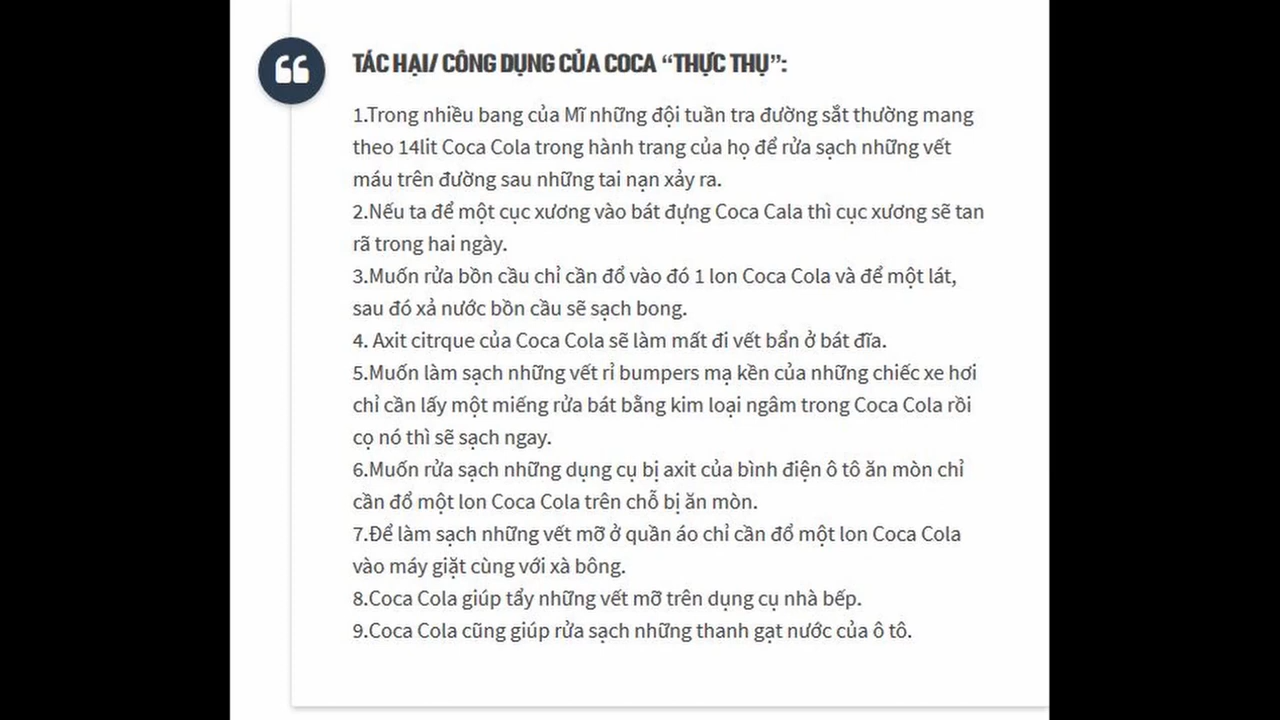 TÁC HẠI/ CÔNG DỤNG CỦA COCA “THỰC THỤ”:
1.Trong nhiều bang của Mĩ những đội tuần tra đường sắt thường mang
theo 14lit Coca Cola trong hành trang của họ để rửa sạch những vết
máu trên đường sau những tai nạn xảy ra.
2.Nếu ta để một cục xương vào bát đựng Coca Cala thì cục xương sẽ tan
rã trong hai ngày.
3.Muốn rửa bồn cầu chỉ cần đổ vào đó 1 lon Coca Cola và để một lát,
sau đó xả nước bồn cầu sẽ sạch bong.
4. Axit citrque của Coca Cola sẽ làm mất đi vết bẩn ở bát đĩa.
5.Muốn làm sạch những vết rỉ bumpers mạ kền của những chiếc xe hơi
chỉ cần lấy một miếng rửa bát bằng kim loại ngâm trong Coca Cola rồi
cọ nó thì sẽ sạch ngay.
6.Muốn rửa sạch những dụng cụ bị axit của bình điện ô tô ăn mòn chỉ
cần đổ một lon Coca Cola trên chỗ bị ăn mòn.
7.Để làm sạch những vết mỡ ở quần áo chỉ cần đổ một lon Coca Cola
vào máy giặt cùng với xà bông.
8.Coca Cola giúp tẩy những vết mỡ trên dụng cụ nhà bếp.
9.Coca Cola cũng giúp rửa sạch những thanh gạt nước của ô tô.